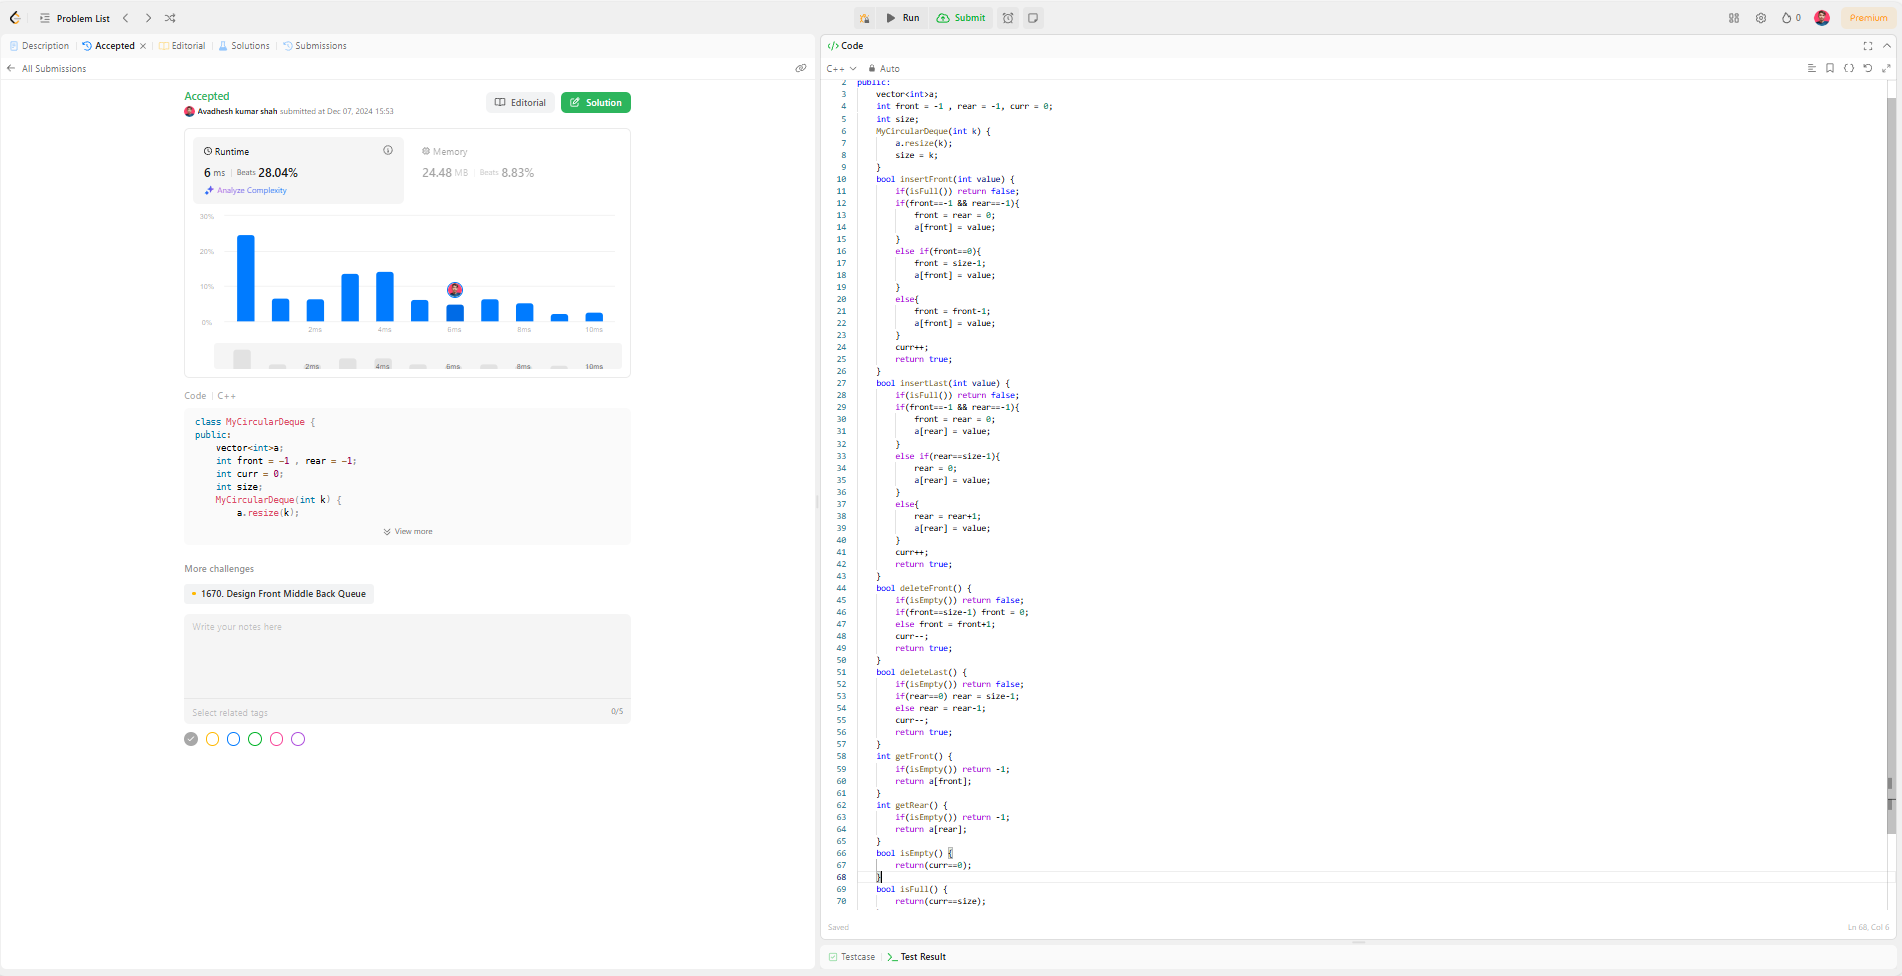 Problem List
Run
Submit
0
Premium
Description
Accepted
Editorial
Solutions
Submissions
All Submissions
Accepted
Avadhesh kumar shah submitted at Dec 07, 2024 15:53
Editorial
Solution
Runtime
6 ms | Beats 28.04%
Analyze Complexity
Memory
24.48 MB | Beats 8.83%
30%
20%
10%
0%
2ms 4ms 6ms 8ms 10ms
2ms 4ms 6ms 8ms 10ms
Code | C++
class MyCircularDeque {
public:
vector<int>a;
int front = -1 , rear = -1;
int curr = 0;
int size;
MyCircularDeque(int k) {
a.resize(k);
View more
More challenges
1670. Design Front Middle Back Queue
Write your notes here
Select related tags
0/5
</> Code
C++
Auto
2 public:
3 vector<int>a;
4 int front = -1 , rear = -1, curr = 0;
5 int size;
6 MyCircularDeque(int k) {
7 a.resize(k);
8 size = k;
9 }
10 bool insertFront(int value) {
11 if(isFull()) return false;
12 if(front==-1 && rear==-1){
13 front = rear = 0;
14 a[front] = value;
15 }
16 else if(front==0){
17 front = size-1;
18 a[front] = value;
19 }
20 else{
21 front = front-1;
22 a[front] = value;
23 }
24 curr++;
25 return true;
26 }
27 bool insertLast(int value) {
28 if(isFull()) return false;
29 if(front==-1 && rear==-1){
30 front = rear = 0;
31 a[rear] = value;
32 }
33 else if(rear==size-1){
34 rear = 0;
35 a[rear] = value;
36 }
37 else{
38 rear = rear+1;
39 a[rear] = value;
40 }
41 curr++;
42 return true;
43 }
44 bool deleteFront() {
45 if(isEmpty()) return false;
46 if(front==size-1) front = 0;
47 else front = front+1;
48 curr--;
49 return true;
50 }
51 bool deleteLast() {
52 if(isEmpty()) return false;
53 if(rear==0) rear = size-1;
54 else rear = rear-1;
55 curr--;
56 return true;
57 }
58 int getFront() {
59 if(isEmpty()) return -1;
60 return a[front];
61 }
62 int getRear() {
63 if(isEmpty()) return -1;
64 return a[rear];
65 }
66 bool isEmpty() {
67 return(curr==0);
68 }
69 bool isFull() {
70 return(curr==size);
Saved
Ln 68, Col 6
Testcase
Test Result